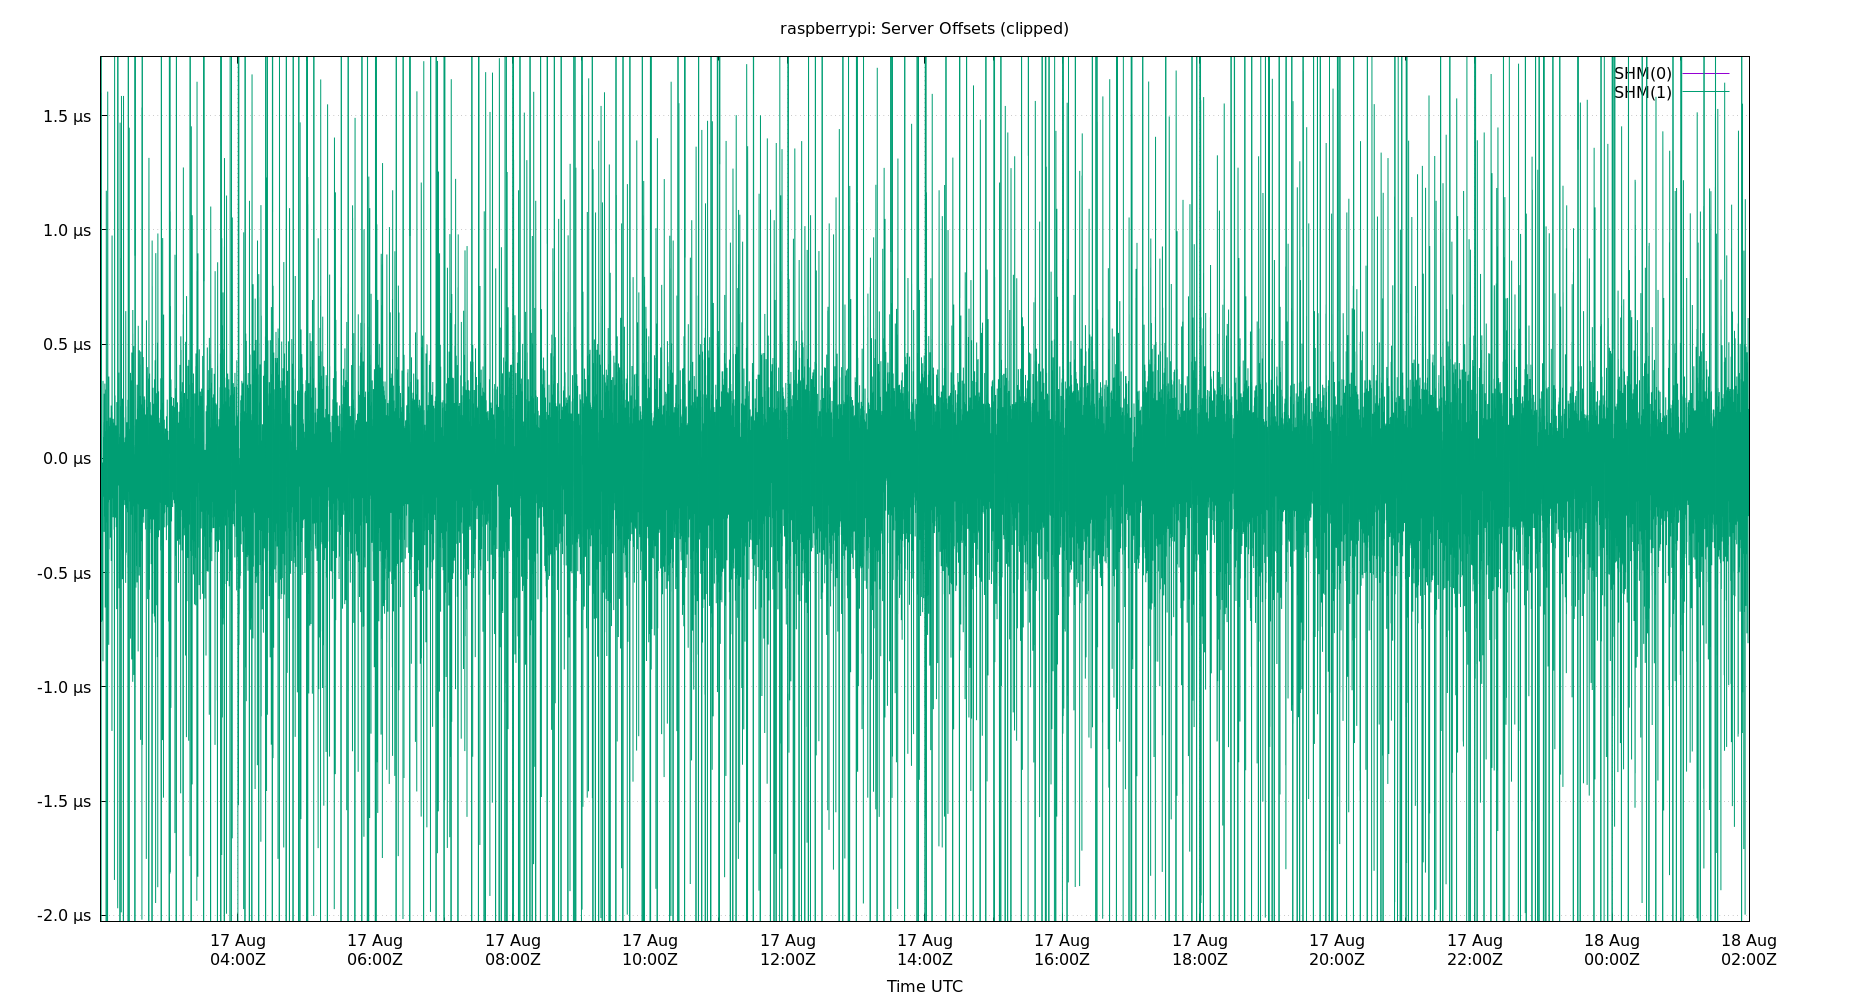 raspberrypi: Server Offsets (clipped)
SHM(0)
SHM(1)
1.5 µs
1.0 µs
0.5 µs
0.0 µs
-0.5 µs
-1.0 µs
-1.5 µs
-2.0 µs
17 Aug 17 Aug 17 Aug 17 Aug 17 Aug 17 Aug 17 Aug 17 Aug 17 Aug 17 Aug 18 Aug 18 Aug
04:00Z 06:00Z 08:00Z 10:00Z 12:00Z 14:00Z 16:00Z 18:00Z 20:00Z 22:00Z 00:00Z 02:00Z
Time UTC